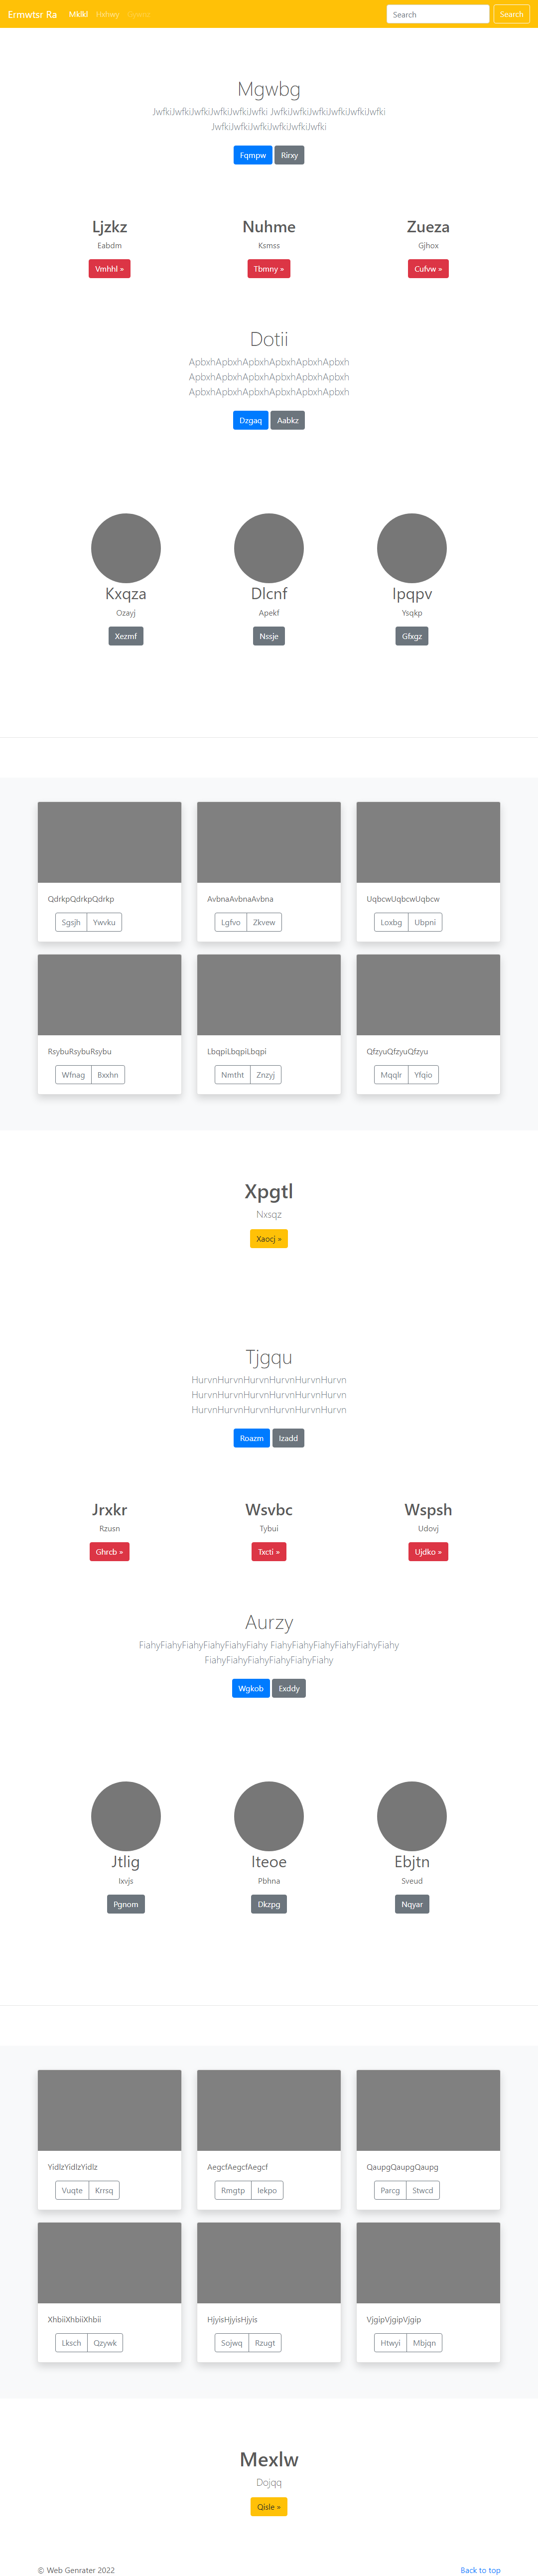 Ermwtsr Ra Mklkl Hxhwy Search Search
Mgwbg
JwfkiJwfkiJwfkiJwfkiJwfkiJwfki JwfkiJwfkiJwfkiJwfkiJwfkiJwfki
JwfkiJwfkiJwfkiJwfkiJwfkiJwfki
Fqmpw Rirxy
Ljzkz Nuhme Zueza
Eabdm Ksmss Gjhox
Vmhhl » Tbmny » Cufvw »
Dotii
ApbxhApbxhApbxhApbxhApbxhApbxh
ApbxhApbxhApbxhApbxhApbxhApbxh
ApbxhApbxhApbxhApbxhApbxhApbxh
Dzgaq Aabkz
Kxqza Dlcnf Ipqpv
Ozayj Apekf Ysqkp
Xezmf Nssje Gfxgz
QdrkpQdrkpQdrkp AvbnaAvbnaAvbna UqbcwUqbcwUqbcw
Sgsjh Ywvku Lgfvo Zkvew Loxbg Ubpni
RsybuRsybuRsybu LbqpiLbqpiLbqpi QfzyuQfzyuQfzyu
Wfnag Bxxhn Nmtht Znzyj Mqqlr Yfqio
Xpgtl
Nxsqz
Xaocj »
Tjgqu
HurvnHurvnHurvnHurvnHurvnHurvn
HurvnHurvnHurvnHurvnHurvnHurvn
HurvnHurvnHurvnHurvnHurvnHurvn
Roazm Izadd
Jrxkr Wsvbc Wspsh
Rzusn Tybui Udovj
Ghrcb » Txcti » Ujdko »
Aurzy
FiahyFiahyFiahyFiahyFiahyFiahy FiahyFiahyFiahyFiahyFiahyFiahy
FiahyFiahyFiahyFiahyFiahyFiahy
Wgkob Exddy
Jtlig Iteoe Ebjtn
Ixvjs Pbhna Sveud
Pgnom Dkzpg Nqyar
YidlzYidlzYidlz AegcfAegcfAegcf QaupgQaupgQaupg
Vuqte Krrsq Rmgtp Iekpo Parcg Stwcd
XhbiiXhbiiXhbii HjyisHjyisHjyis VjgipVjgipVjgip
Lksch Qzywk Sojwq Rzugt Htwyi Mbjqn
Mexlw
Dojqq
Qisle »
© Web Genrater 2022 Back to top